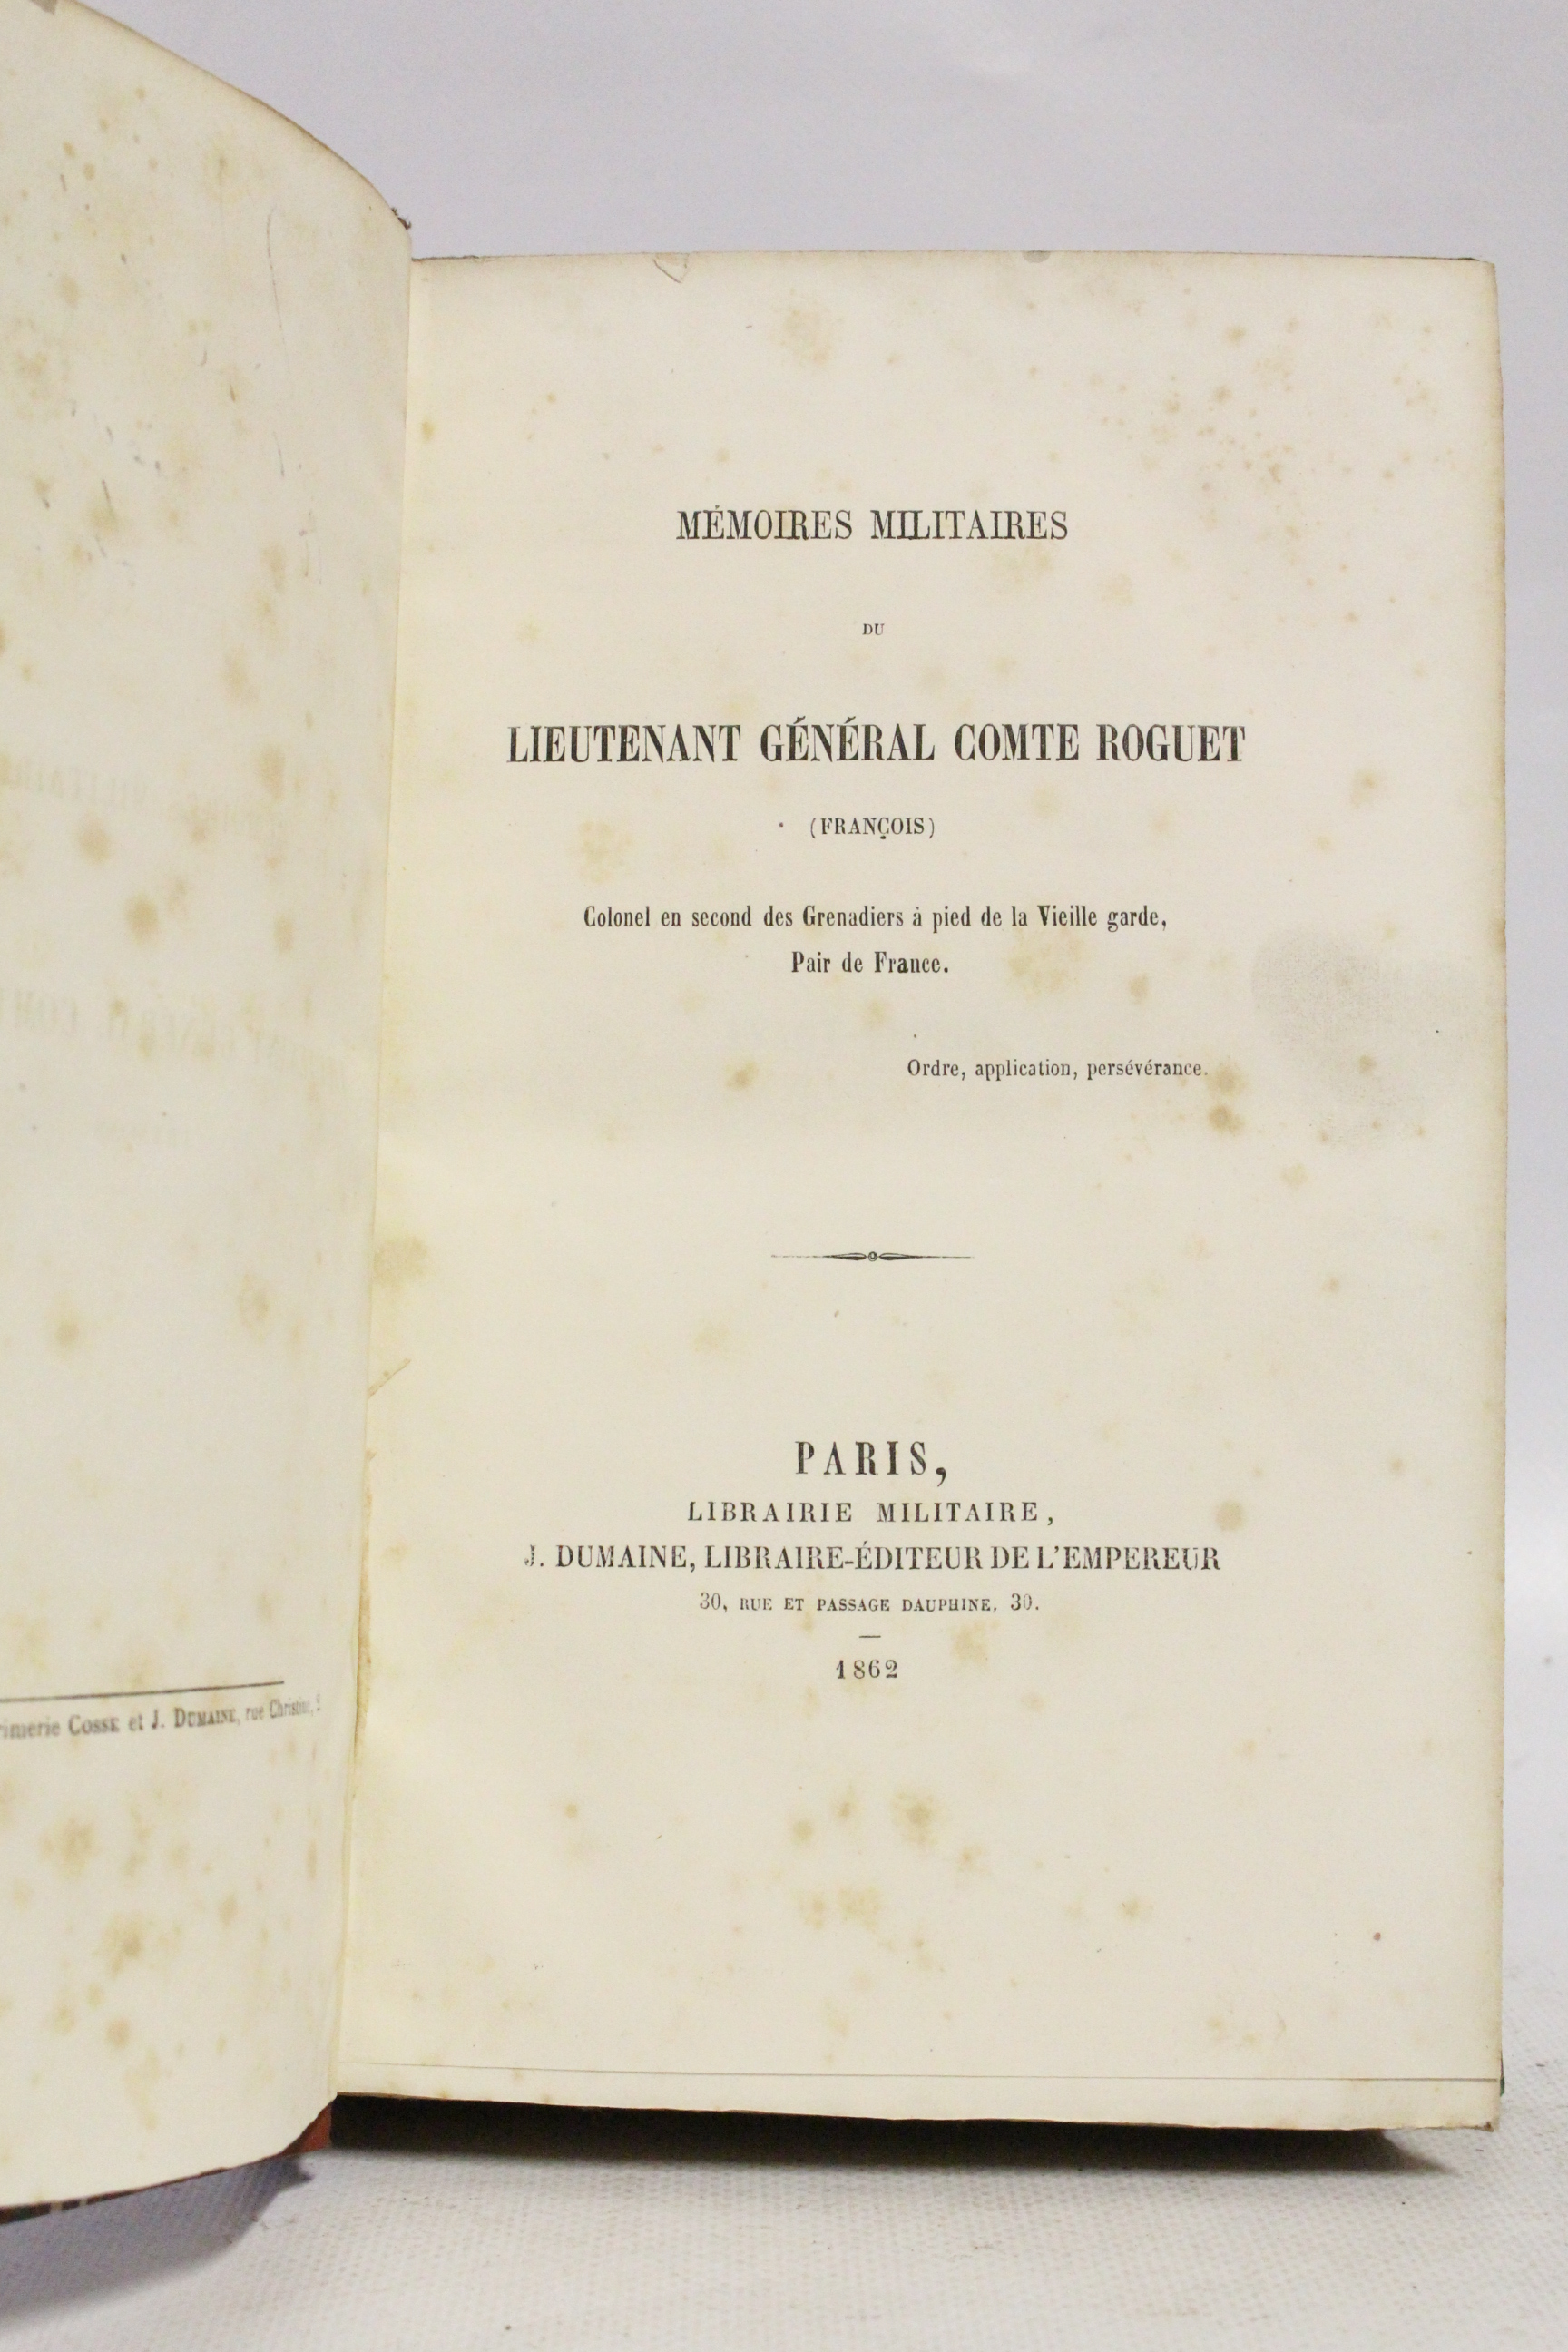 et J. DUMAINE, rue
MÉMOIRES MILITAIRES
DU
LIEUTENANT GÉNÉRAL COMTE ROGUET
(FRANÇOIS)
Colonel en second des Grenadiers à pied de la Vieille garde,
Pair de France.
Ordre, application, persévérance.
PARIS,
LIBRAIRIE MILITAIRE,
J. DUMAINE, LIBRAIRE-ÉDITEUR DE L'EMPEREUR
30, RUE ET PASSAGE DAUPHINE, 30.
1862